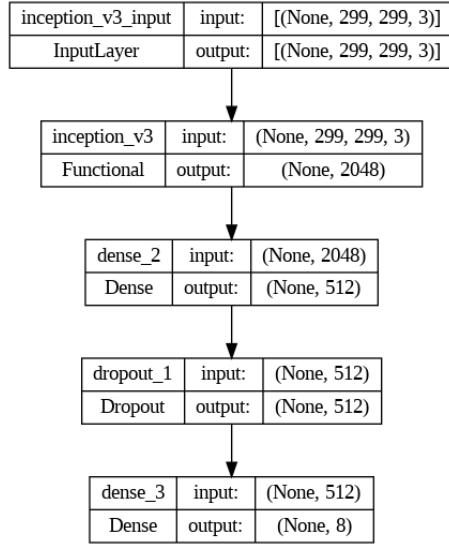 inception_v3_input input: [(None, 299, 299, 3)]
InputLayer output: [(None, 299, 299, 3)]
inception_v3 input: (None, 299, 299, 3)
Functional output: (None, 2048)
dense_2 input: (None, 2048)
Dense output: (None, 512)
dropout_1 input: (None, 512)
Dropout output: (None, 512)
dense_3 input: (None, 512)
Dense output: (None, 8)